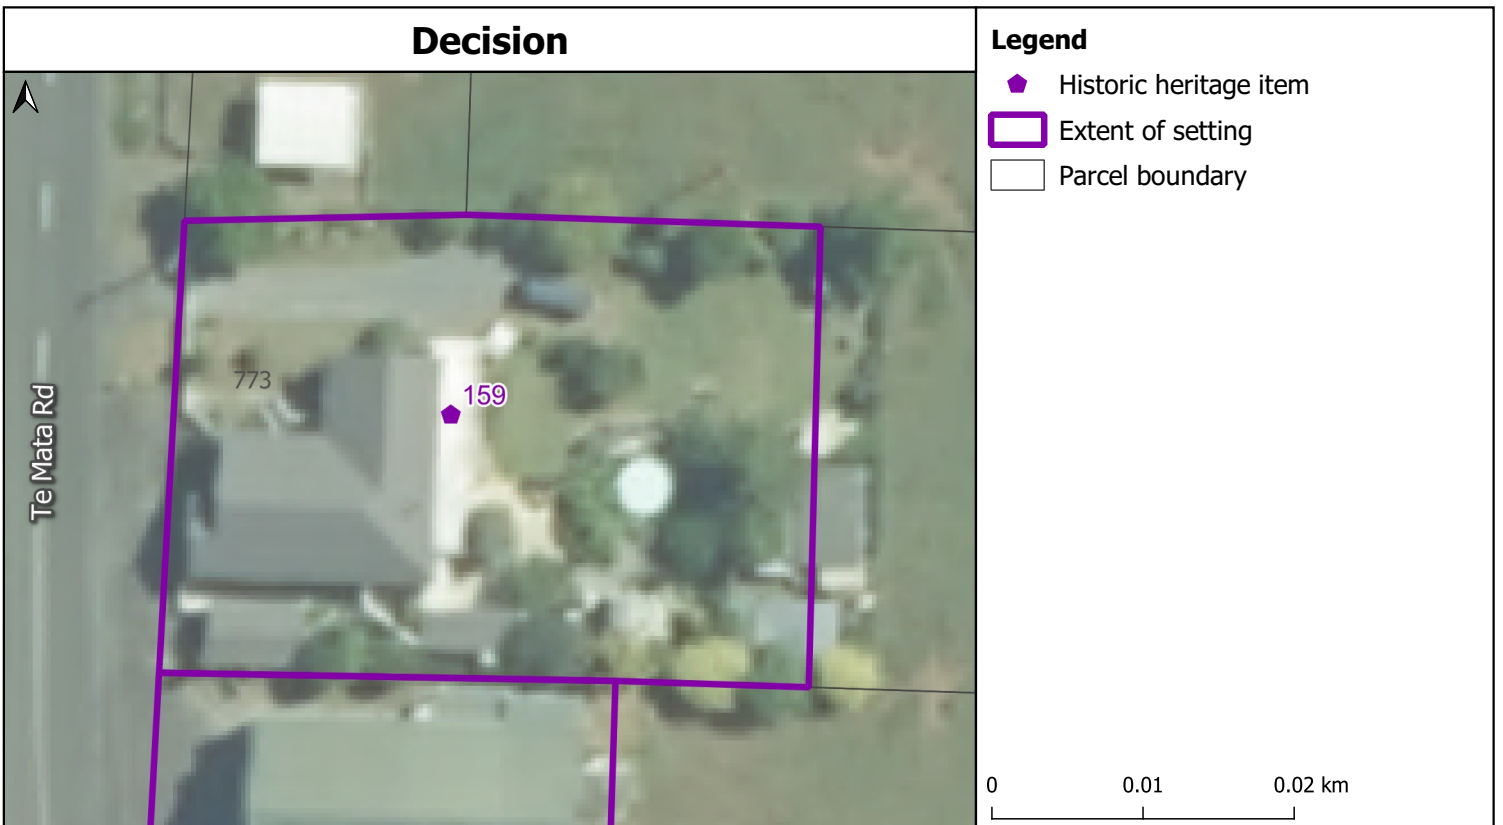 Decision
Legend
Historic heritage item
Extent of setting
Parcel boundary
773
159
Te Mata Rd
0 0.01 0.02 km